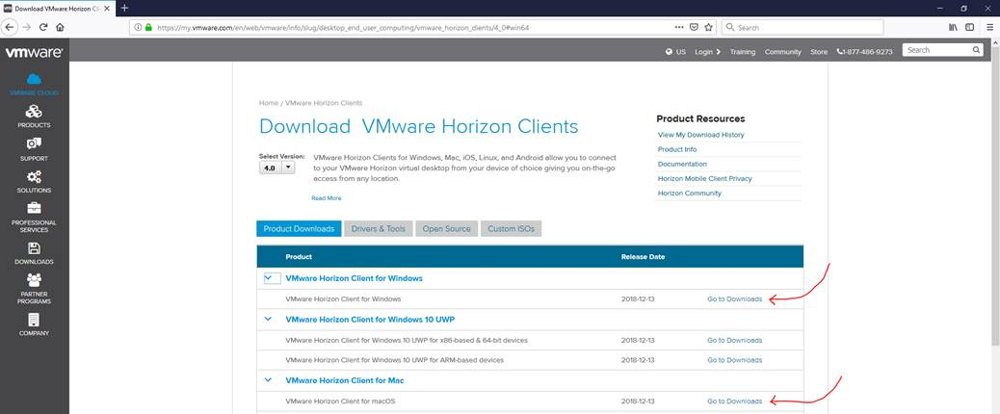 Download VMware Horizon C
https://my.vmware.com/en/web/vmware/info/slug/desktop_end_user_computing/vmware_horizon_clients/4_0#win64
Search
vmware
US Login Training Community Store 1-877-486-9273 Search
VMWARE CLOUD
PRODUCTS
SUPPORT
SOLUTIONS
PROFESSIONAL
SERVICES
DOWNLOADS
PARTNER
PROGRAMS
COMPANY
Home / VMware Horizon Clients
Download VMware Horizon Clients
Select Version:
4.0
VMware Horizon Clients for Windows, Mac, iOS, Linux, and Android allow you to connect
to your VMware Horizon virtual desktop from your device of choice giving you on-the-go
access from any location.
Read More
Product Resources
View My Download History
Product Info
Documentation
Horizon Mobile Client Privacy
Horizon Community
Product Downloads Drivers & Tools Open Source Custom ISOs
Product Release Date
VMware Horizon Client for Windows
VMware Horizon Client for Windows 2018-12-13 Go to Downloads
VMware Horizon Client for Windows 10 UWP
VMware Horizon Client for Windows 10 UWP for x86-based & 64-bit devices 2018-12-13 Go to Downloads
VMware Horizon Client for Windows 10 UWP for ARM-based devices 2018-12-13 Go to Downloads
VMware Horizon Client for Mac
VMware Horizon Client for macOS 2018-12-13 Go to Downloads